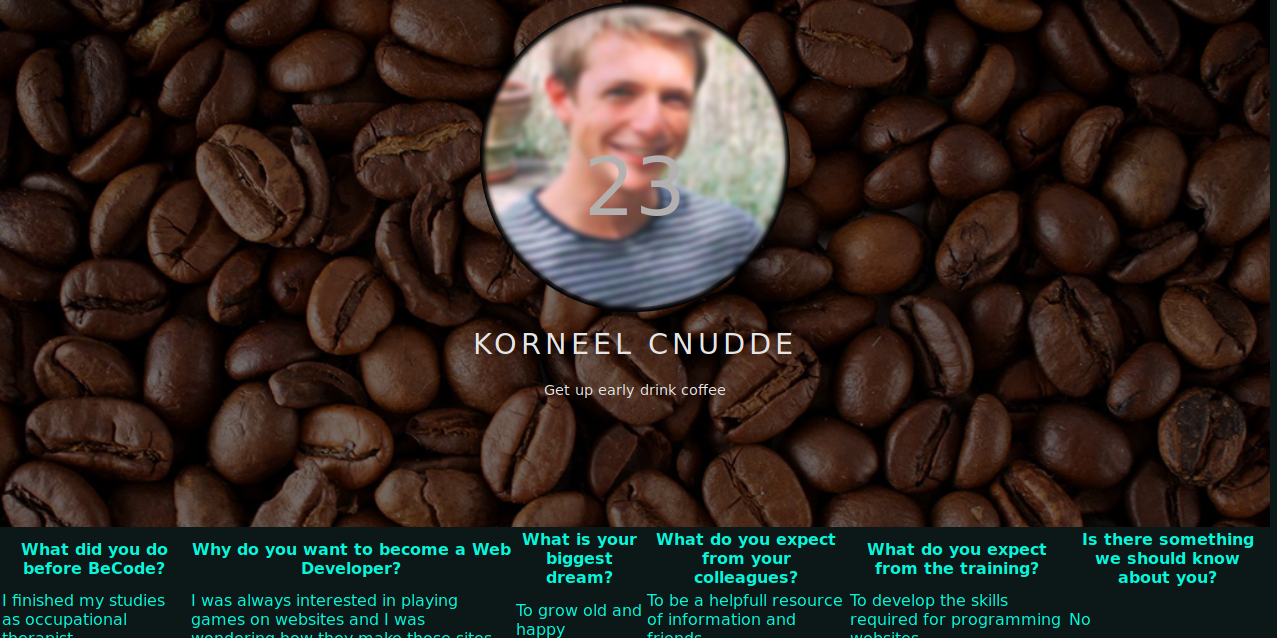 23
KORNEEL CNUDDE
Get up early drink coffee
What did you do
before BeCode?
I finished my studies
as occupational
therapist
Why do you want to become a Web
Developer?
I was always interested in playing
games on websites and I was
wondering how they make those sites
What is your
biggest
dream?
To grow old and
happy
What do you expect
from your
colleagues?
To be a helpfull resource
of information and
friends
What do you expect
from the training?
To develop the skills
required for programming
websites
Is there something
we should know
about you?
No